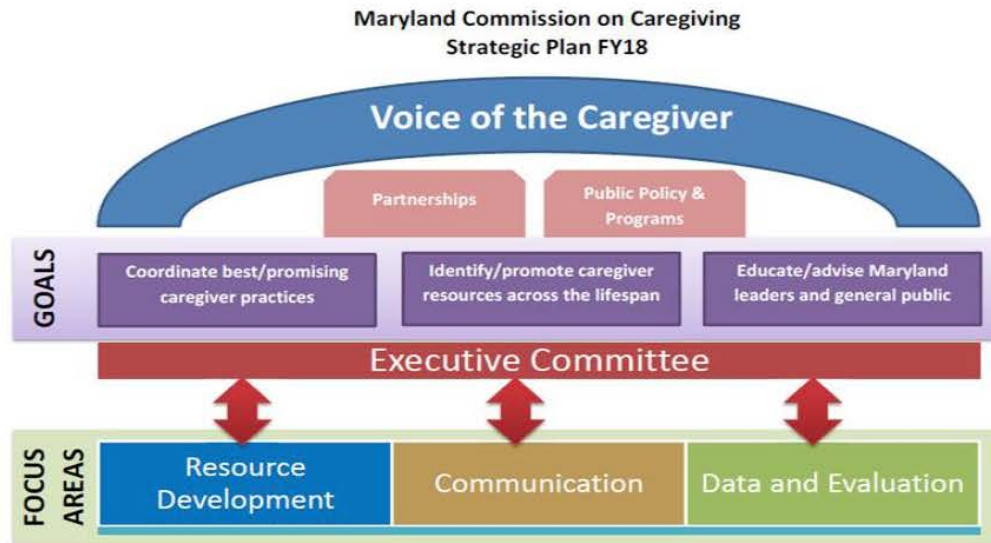 Maryland Commission on Caregiving
Strategic Plan FY18
Voice of the Caregiver
Partnerships
Public Policy &
Programs
GOALS
Coordinate best/promising
caregiver practices
Identify/promote caregiver
resources across the lifespan
Educate/advise Maryland
leaders and general public
Executive Committee
FOCUS
AREAS
Resource
Development
Communication
Data and Evaluation